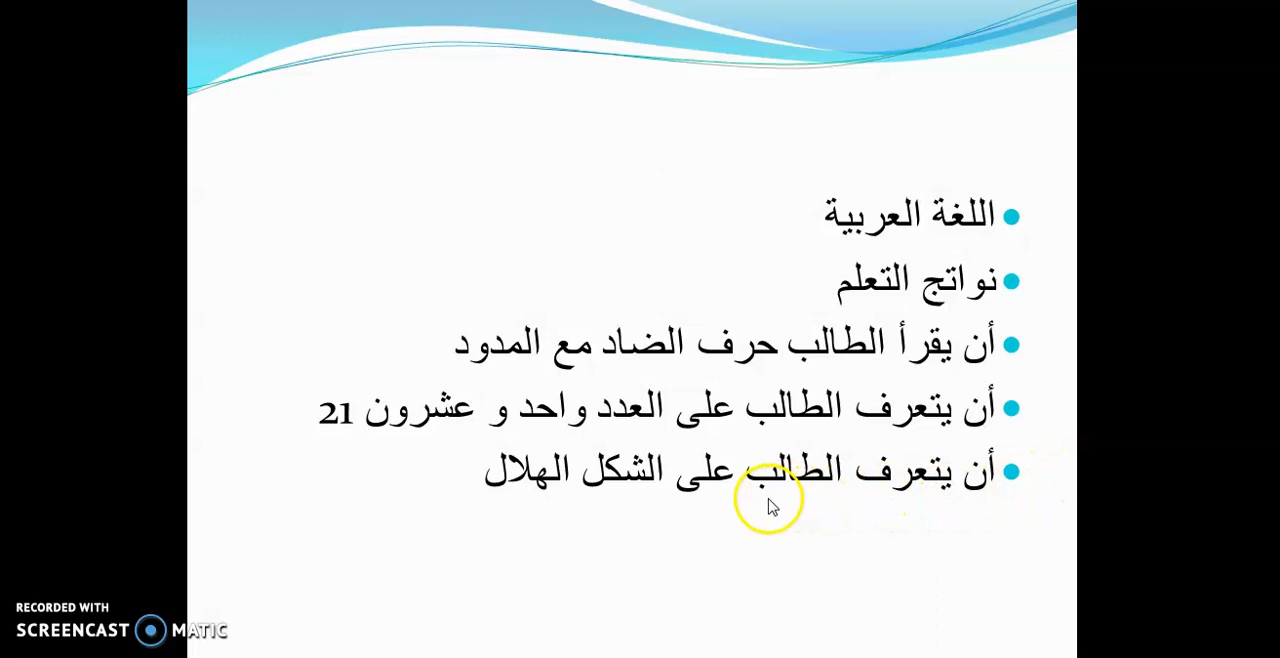 اللغة العربية
نواتج التعلم
أن يقرأ الطالب حرف الضاد مع المدود
أن يتعرف الطالب على العدد واحد و عشرون 21
أن يتعرف الطالب على الشكل الهلال
RECORDED WITH
SCREENCAST MATIC